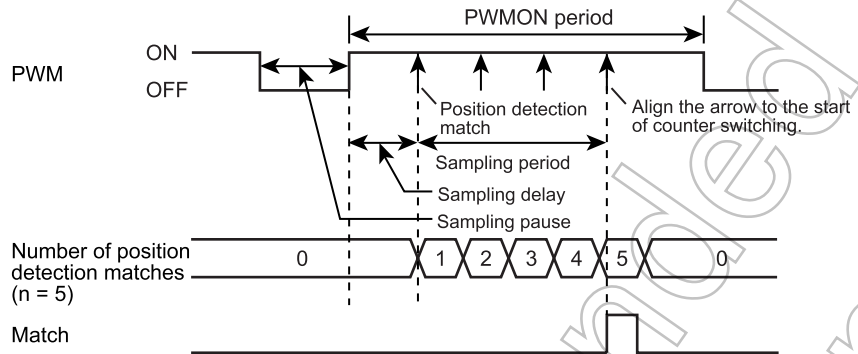 PWMON period
ON
PWM
OFF
Position detection
match
Align the arrow to the start
of counter switching.
Sampling period
Sampling delay
Sampling pause
Number of position
detection matches
(n = 5)
0 1 2 3 4 5 0
Match